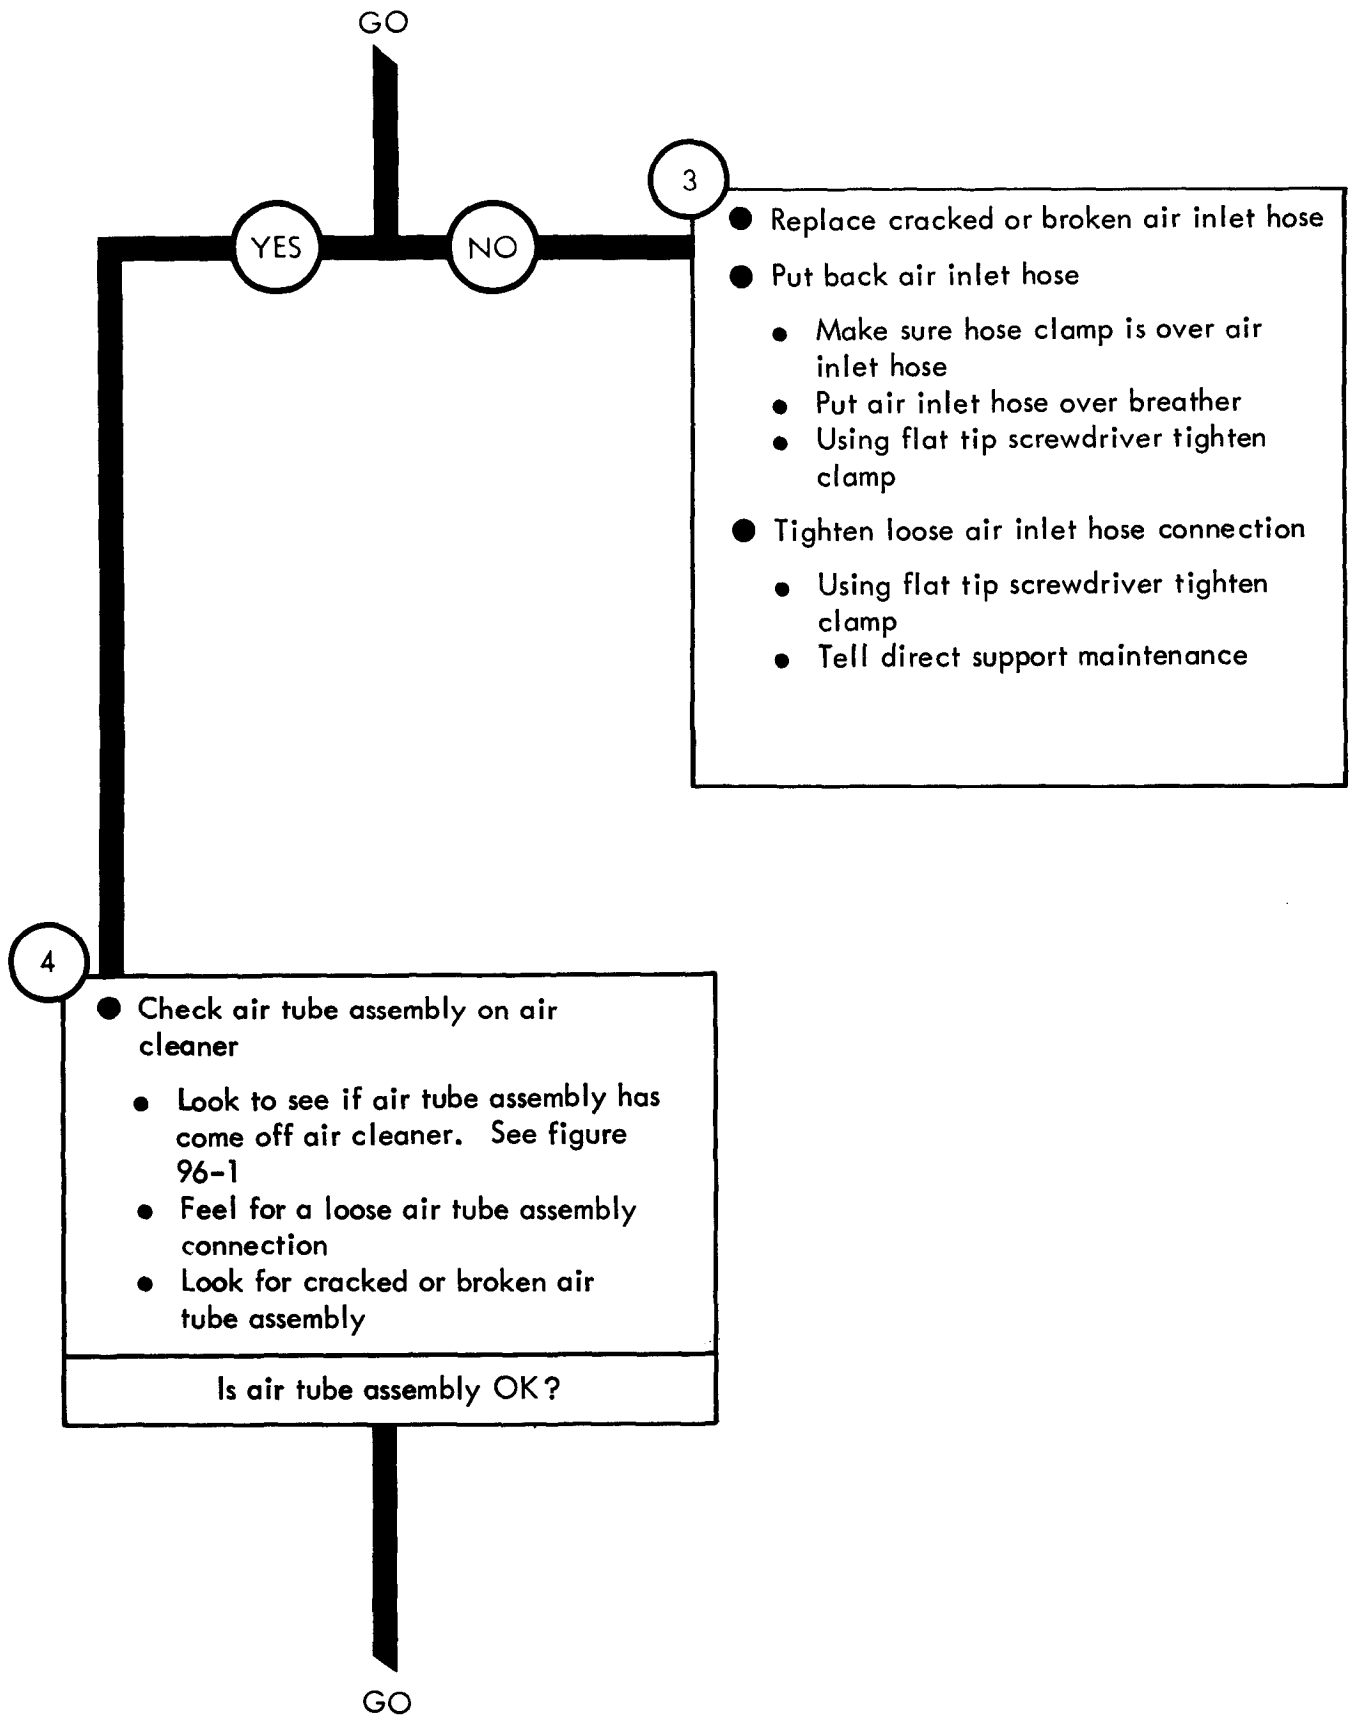 GO
YES
NO
3
● Replace cracked or broken air inlet hose
● Put back air inlet hose
● Make sure hose clamp is over air
inlet hose
● Put air inlet hose over breather
● Using flat tip screwdriver tighten
clamp
● Tighten loose air inlet hose connection
● Using flat tip screwdriver tighten
clamp
● Tell direct support maintenance
4
● Check air tube assembly on air
cleaner
● Look to see if air tube assembly has
come off air cleaner. See figure
96-1
● Feel for a loose air tube assembly
connection
● Look for cracked or broken air
tube assembly
Is air tube assembly OK?
GO